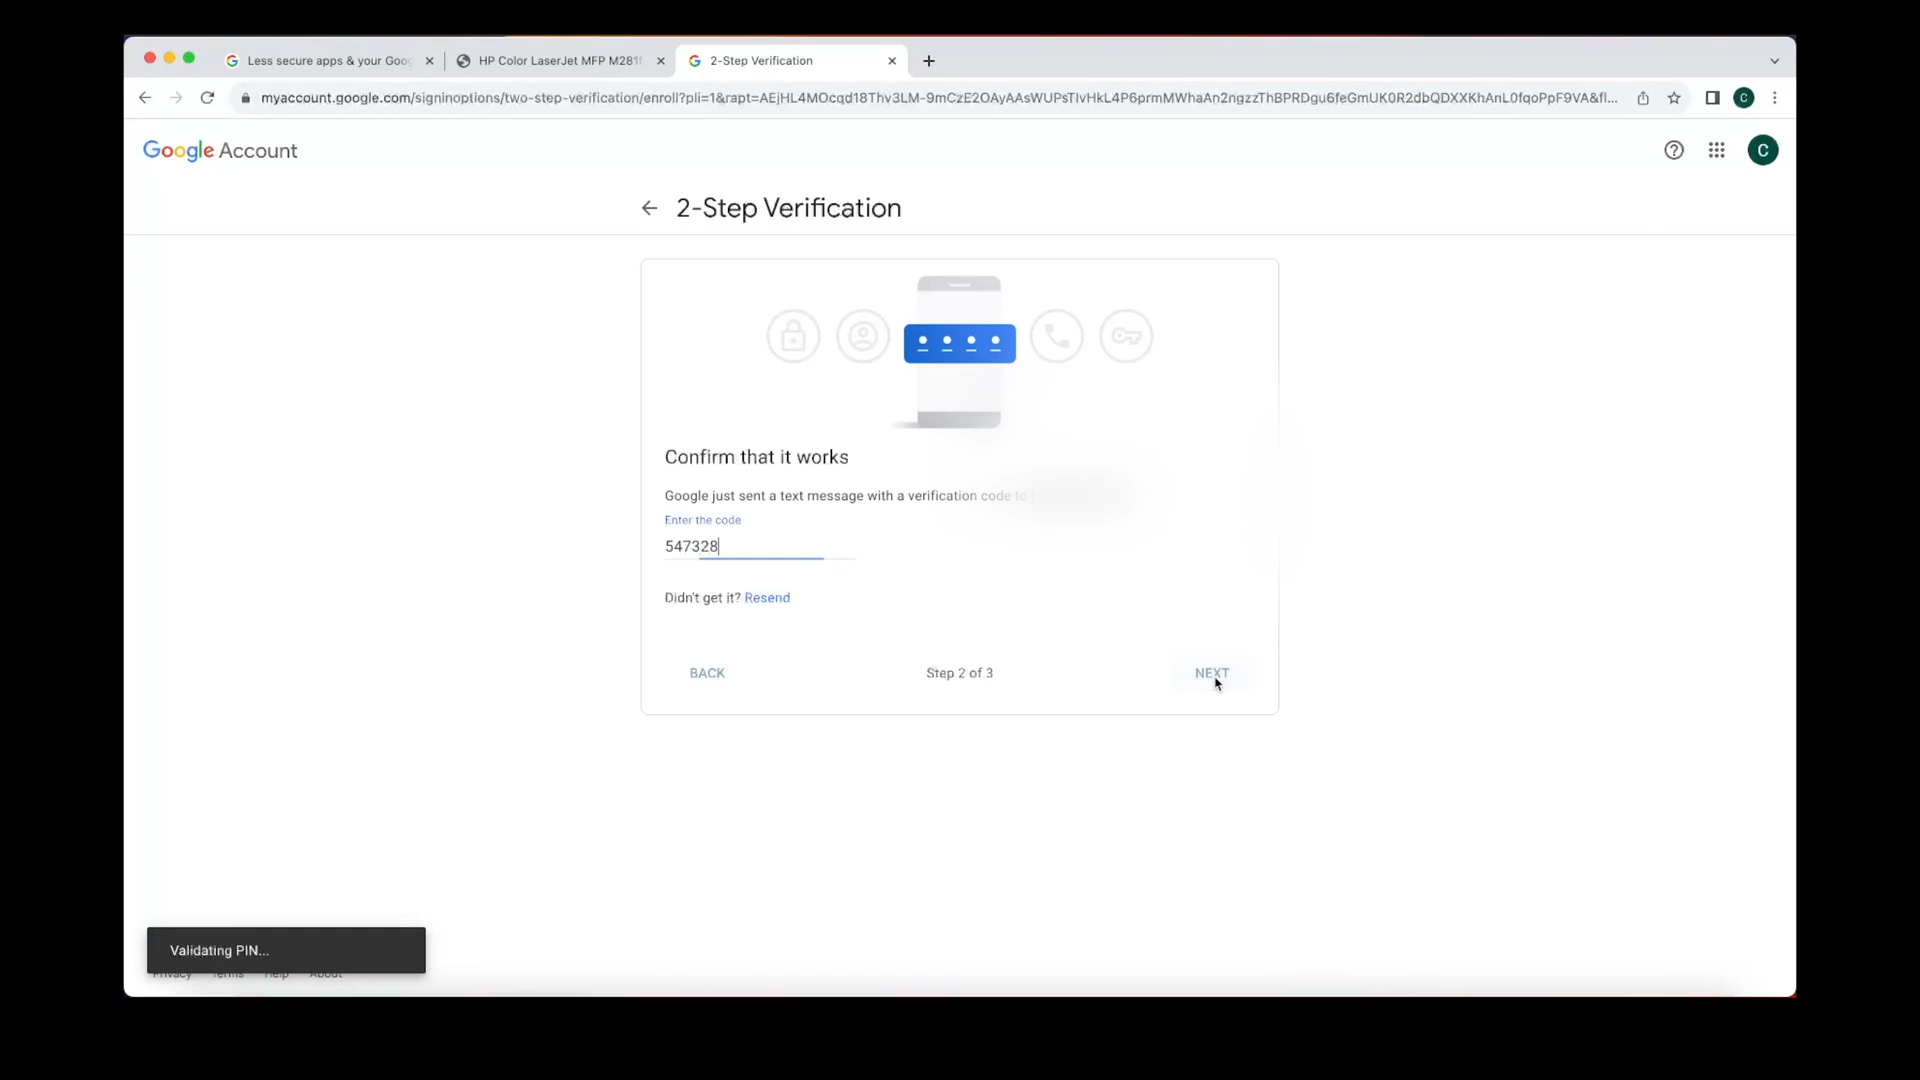 Less secure apps & your Goog
HP Color LaserJet MFP M281f
2-Step Verification
myaccount.google.com/signinoptions/two-step-verification/enroll?pli=1&rapt=AEjHL4MOcqd18Thv3LM-9mCzE2OAyAAsWUPsTIvHkL4P6prmMWhaAn2ngzzThBPRDgu6feGmUK0R2dbQDXXKhAnL0fqoPpF9VA&fl...
C
Google Account
C
2-Step Verification
Confirm that it works
Google just sent a text message with a verification code to
Enter the code
547328
Didn't get it? Resend
BACK
Step 2 of 3
NEXT
Validating PIN...
Privacy Terms Help About